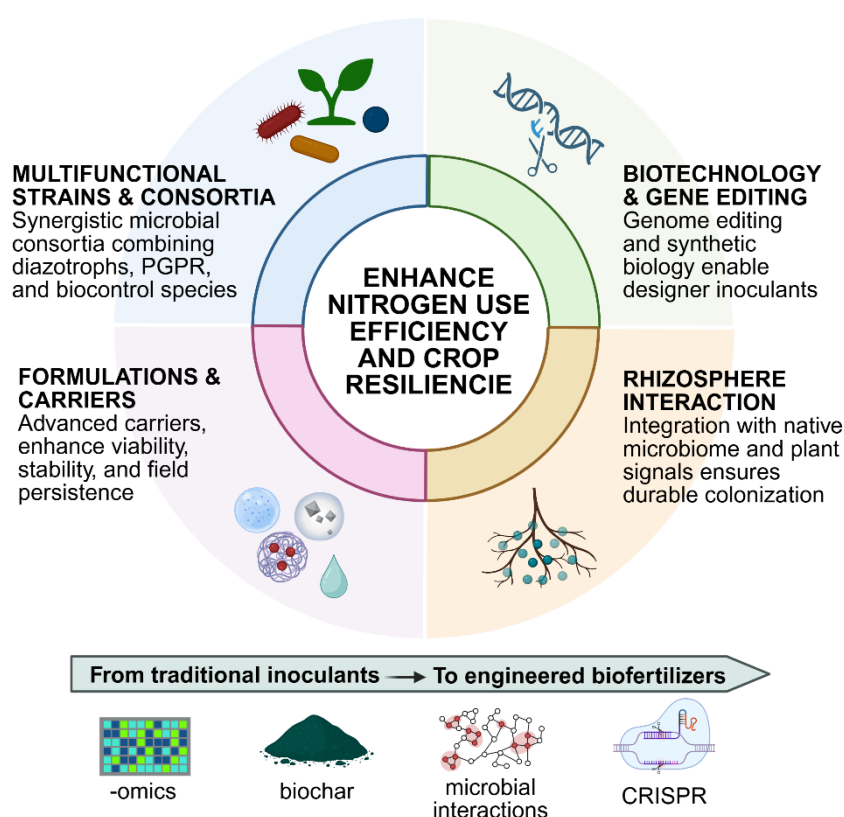 MULTIFUNCTIONAL
STRAINS & CONSORTIA
Synergistic microbial
consortia combining
diazotrophs, PGPR,
and biocontrol species
BIOTECHNOLOGY
& GENE EDITING
Genome editing
and synthetic
biology enable
designer inoculants
ENHANCE
NITROGEN USE
EFFICIENCY
AND CROP
RESILIENCIE
FORMULATIONS &
CARRIERS
Advanced carriers,
enhance viability,
stability, and field
persistence
RHIZOSPHERE
INTERACTION
Integration with native
microbiome and plant
signals ensures
durable colonization
From traditional inoculants → To engineered biofertilizers
-omics
biochar
microbial
interactions
CRISPR